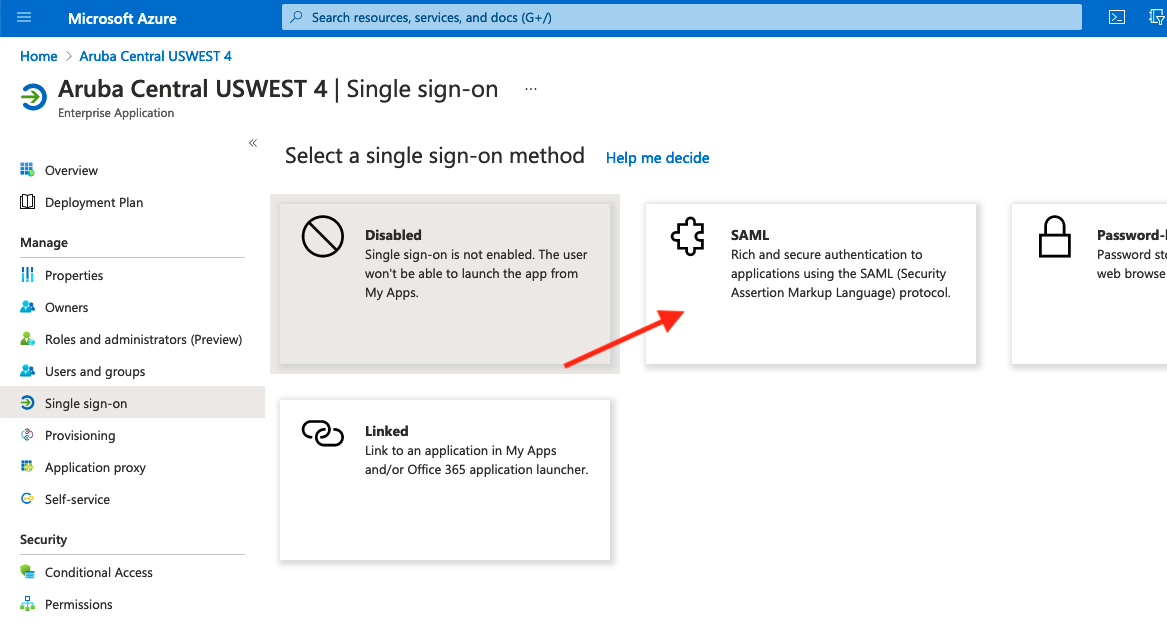 Microsoft Azure
Search resources, services, and docs (G+/)
Home > Aruba Central USWEST 4
Aruba Central USWEST 4 | Single sign-on ...
Enterprise Application
«
Overview
Deployment Plan
Manage
Properties
Owners
Roles and administrators (Preview)
Users and groups
Single sign-on
Provisioning
Application proxy
Self-service
Security
Conditional Access
Permissions
Select a single sign-on method Help me decide
Disabled
Single sign-on is not enabled. The user
won't be able to launch the app from
My Apps.
SAML
Rich and secure authentication to
applications using the SAML (Security
Assertion Markup Language) protocol.
Password-
Password
web browse
Linked
Link to an application in My Apps
and/or Office 365 application launcher.